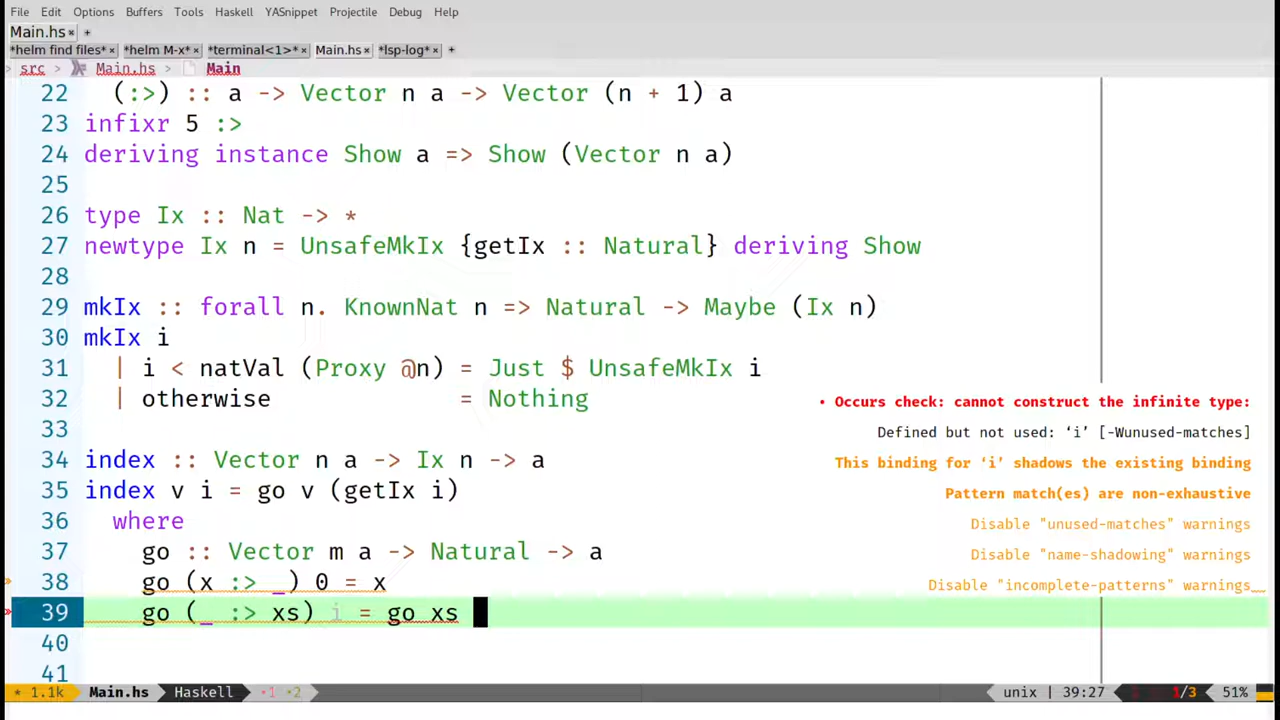 File Edit Options Buffers Tools Haskell YASnippet Projectile Debug Help
Main.hs × +
*helm find files* × *helm M-x* × *terminal<1>* × Main.hs × *lsp-log* × +
> src > Main.hs > Main
22 (:>) :: a -> Vector n a -> Vector (n + 1) a
23 infixr 5 :>
24 deriving instance Show a => Show (Vector n a)
25
26 type Ix :: Nat -> *
27 newtype Ix n = UnsafeMkIx {getIx :: Natural} deriving Show
28
29 mkIx :: forall n. KnownNat n => Natural -> Maybe (Ix n)
30 mkIx i
31 | i < natVal (Proxy @n) = Just $ UnsafeMkIx i
32 | otherwise = Nothing
• Occurs check: cannot construct the infinite type:
33
Defined but not used: ‘i’ [-Wunused-matches]
34 index :: Vector n a -> Ix n -> a
This binding for ‘i’ shadows the existing binding
35 index v i = go v (getIx i)
Pattern match(es) are non-exhaustive
36 where
Disable "unused-matches" warnings
37 go :: Vector m a -> Natural -> a
Disable "name-shadowing" warnings
38 go (x :> _) 0 = x
Disable "incomplete-patterns" warnings
39 go (_ :> xs) i = go xs
40
41
* 1.1k Main.hs Haskell •1 •2 unix | 39:27 1/3 51%